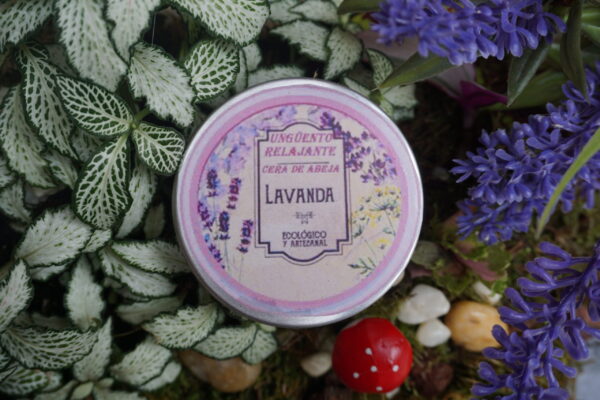 UNGÜENTO
RELAJANTE
CERA DE ABEJA
LAVANDA
ECOLÓGICO
Y ARTESANAL